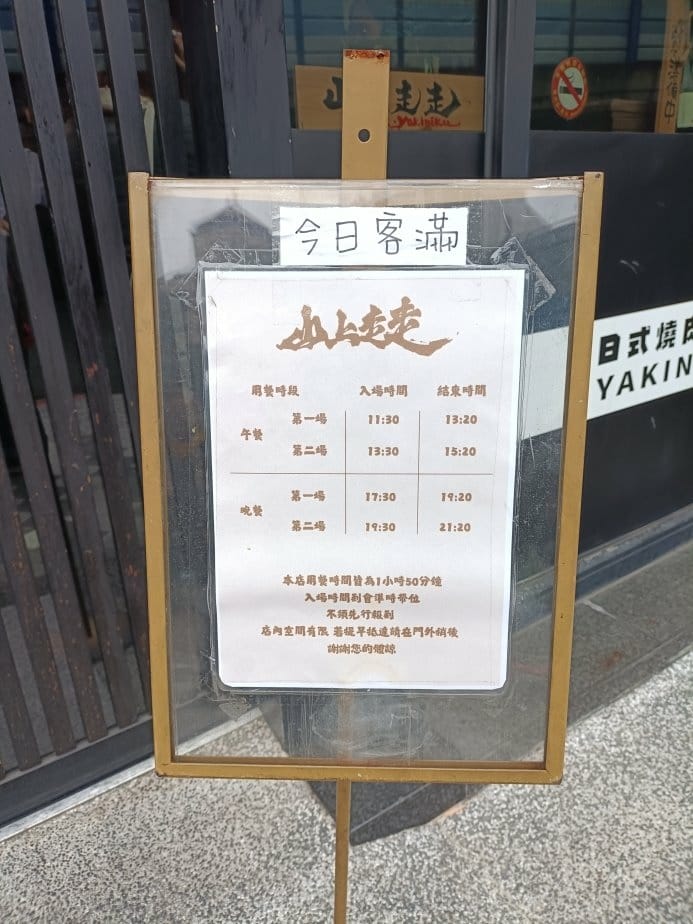 山上走走
yakiniku
今日客滿
山上走走
用餐時段 入場時間 結束時間
午餐 第一場 11:30 13:20
第二場 13:30 15:20
晚餐 第一場 17:30 19:20
第二場 19:30 21:20
本店用餐時間皆為1小時50分鐘
入場時間到會準時帶位
不須先行報到
店內空間有限 若提早抵達請在門外稍後
謝謝您的體諒
日式燒肉
YAKIN